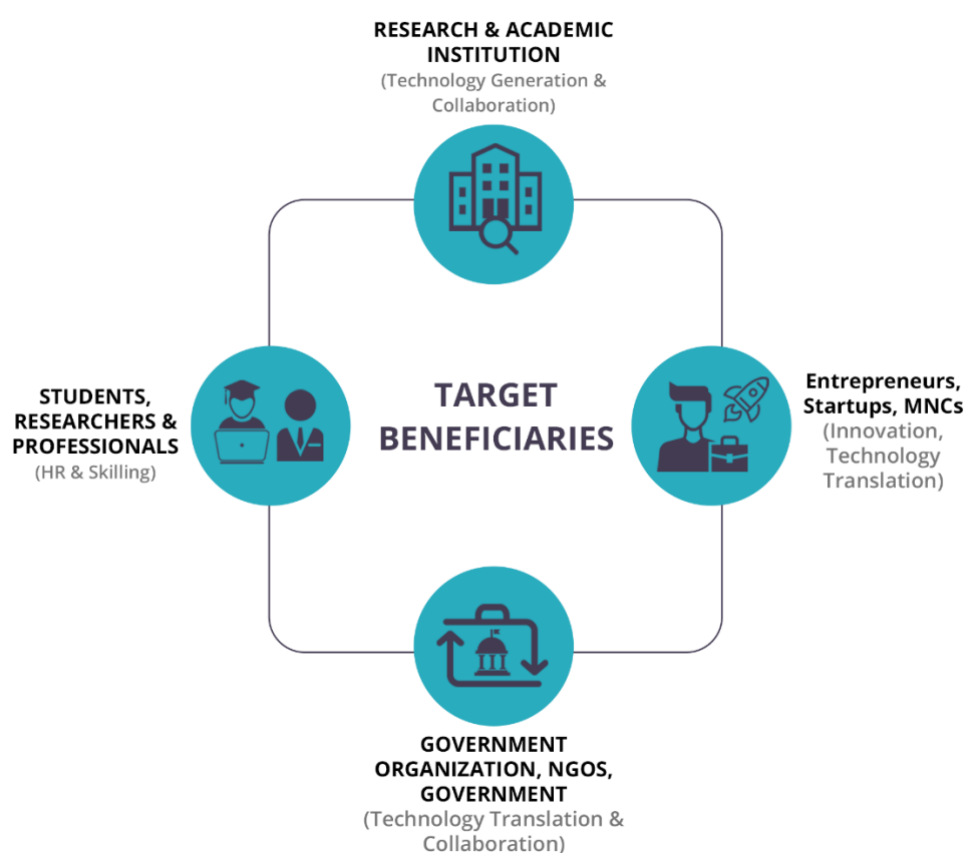 RESEARCH & ACADEMIC
INSTITUTION
(Technology Generation &
Collaboration)
STUDENTS,
RESEARCHERS &
PROFESSIONALS
(HR & Skilling)
TARGET
BENEFICIARIES
Entrepreneurs,
Startups, MNCs
(Innovation,
Technology
Translation)
GOVERNMENT
ORGANIZATION, NGOS,
GOVERNMENT
(Technology Translation &
Collaboration)